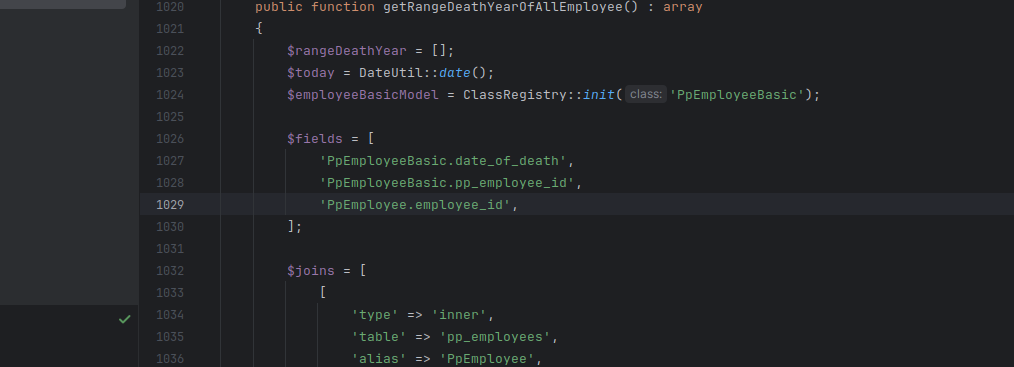 1020 public function getRangeDeathYearOfAllEmployee() : array
1021 {
1022 $rangeDeathYear = [];
1023 $today = DateUtil::date();
1024 $employeeBasicModel = ClassRegistry::init( class: 'PpEmployeeBasic');
1025
1026 $fields = [
1027 'PpEmployeeBasic.date_of_death',
1028 'PpEmployeeBasic.pp_employee_id',
1029 'PpEmployee.employee_id',
1030 ];
1031
1032 $joins = [
1033 [
1034 'type' => 'inner',
1035 'table' => 'pp_employees',
1036 'alias' => 'PpEmployee',